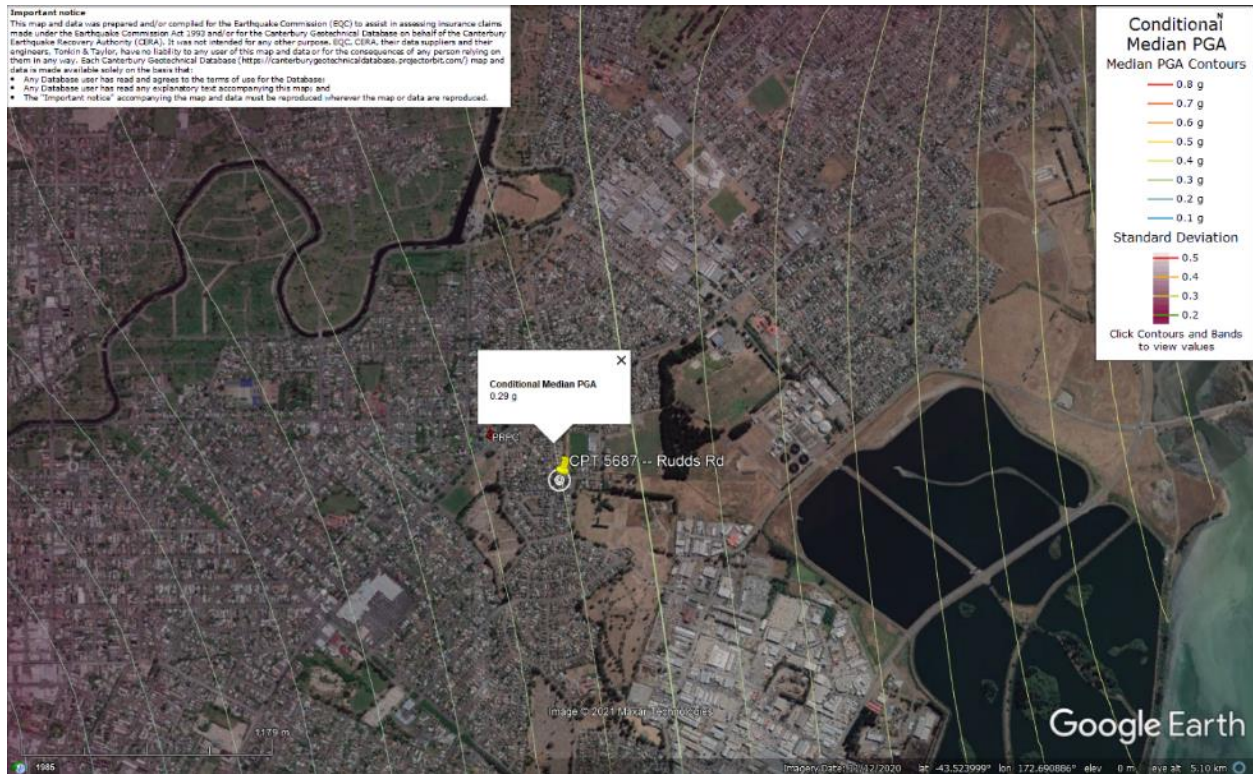 Important notice
This map and data was prepared and/or compiled for the Earthquake Commission (EQC) to assist in assessing insurance claims
made under the Earthquake Commission Act 1993 and/or for the Canterbury Geotechnical Database on behalf of the Canterbury
Earthquake Recovery Authority (CERA). It was not intended for any other purpose. EQC, CERA, their data suppliers and their
engineers, Tonkin & Taylor, have no liability to any user of this map and data or for the consequences of any person relying on
them in any way. Each Canterbury Geotechnical Database (https://canterburygeotechnicaldatabase.projectorbit.com/) map and
data is made available solely on the basis that:
• Any Database user has read and agrees to the terms of use for the Database;
• Any Database user has read any explanatory text accompanying this map; and
• The "Important notice" accompanying the map and data must be reproduced wherever the map or data are reproduced.
N
Conditional
Median PGA
Median PGA Contours
0.8 g
0.7 g
0.6 g
0.5 g
0.4 g
0.3 g
0.2 g
0.1 g
Standard Deviation
0.5
0.4
0.3
0.2
Click Contours and Bands
to view values
Conditional Median PGA
0.29 g
PRPC
CPT 5687 -- Rudds Rd
Image © 2021 Maxar Technologies
1179 m
Google Earth
1985
Imagery Date: 11/12/2020 lat -43.523999° lon 172.690886° elev 0 m eye alt 5.10 km